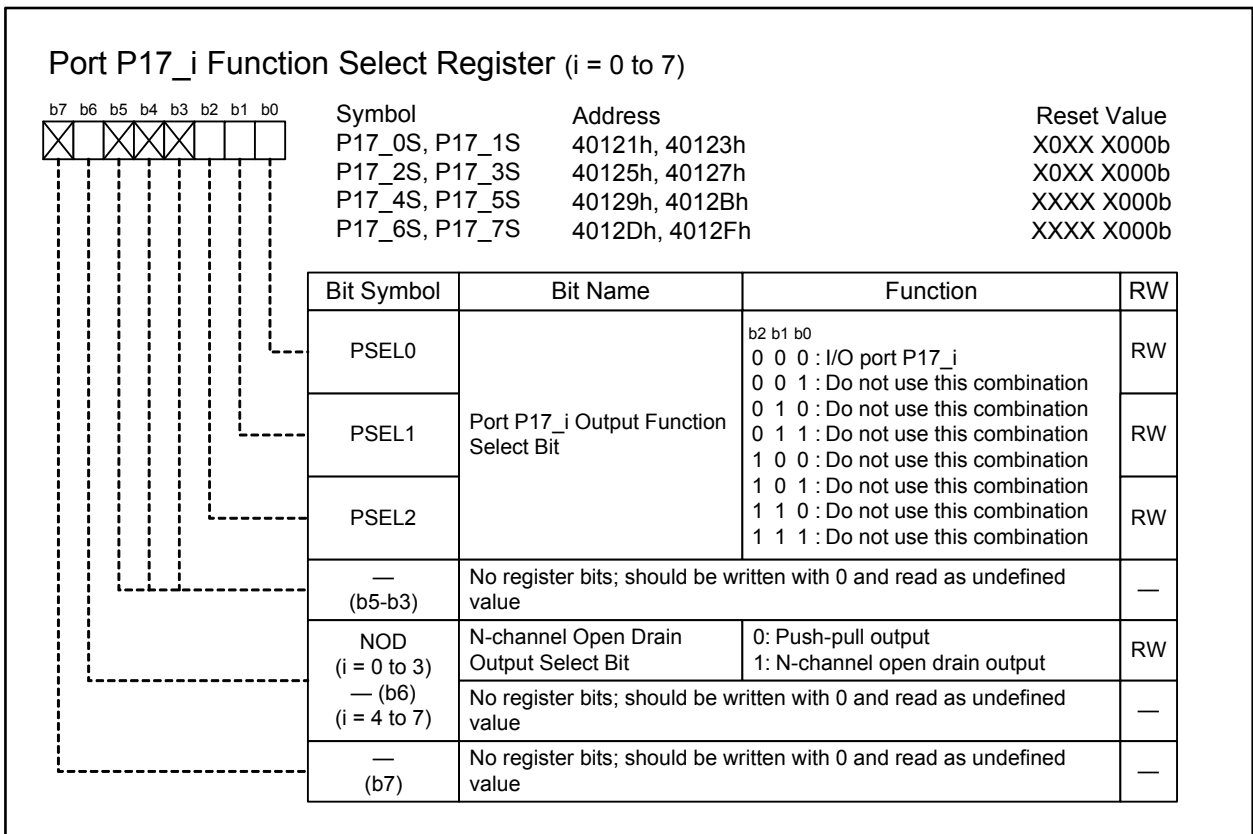 Port P17_i Function Select Register (i = 0 to 7)
b7 b6 b5 b4 b3 b2 b1 b0
Symbol Address Reset Value
P17_0S, P17_1S 40121h, 40123h X0XX X000b
P17_2S, P17_3S 40125h, 40127h X0XX X000b
P17_4S, P17_5S 40129h, 4012Bh XXXX X000b
P17_6S, P17_7S 4012Dh, 4012Fh XXXX X000b
Bit Symbol Bit Name Function RW
PSEL0 RW
PSEL1 RW
PSEL2 RW
Port P17_i Output Function
Select Bit
b2 b1 b0
0 0 0 : I/O port P17_i
0 0 1 : Do not use this combination
0 1 0 : Do not use this combination
0 1 1 : Do not use this combination
1 0 0 : Do not use this combination
1 0 1 : Do not use this combination
1 1 0 : Do not use this combination
1 1 1 : Do not use this combination
—
(b5-b3)
No register bits; should be written with 0 and read as undefined
value
—
NOD
(i = 0 to 3)
— (b6)
(i = 4 to 7)
N-channel Open Drain
Output Select Bit
0: Push-pull output
1: N-channel open drain output
RW
No register bits; should be written with 0 and read as undefined
value
—
—
(b7)
No register bits; should be written with 0 and read as undefined
value
—